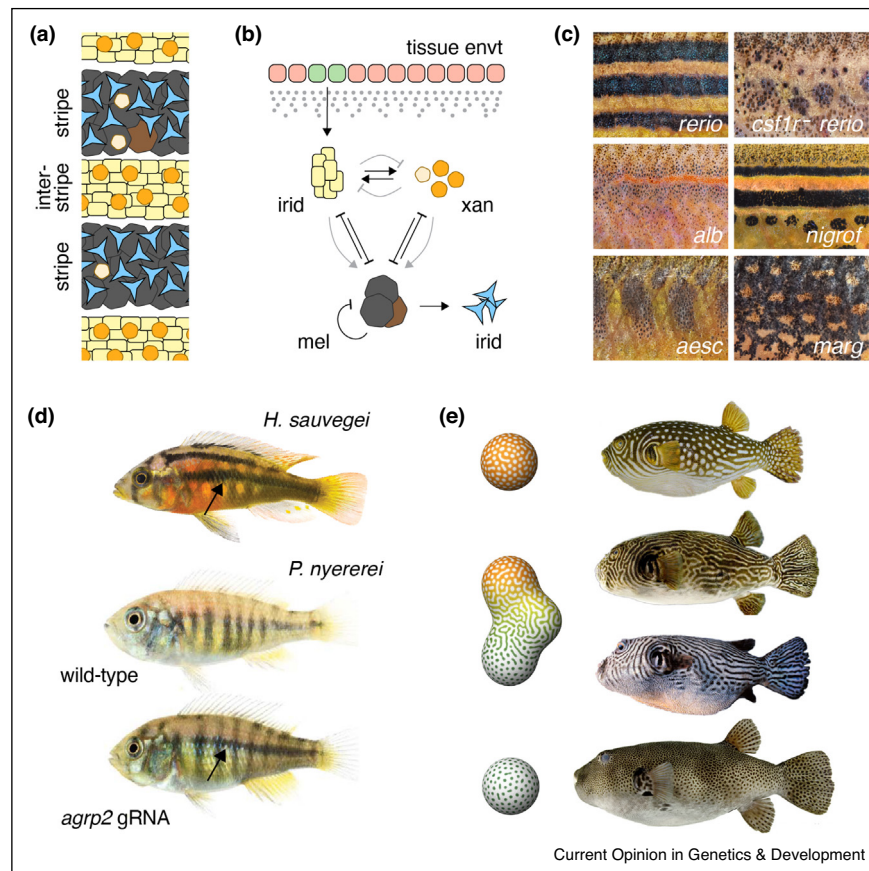 (a)
stripe
inter-
stripe
stripe
(b)
tissue envt
irid
xan
mel
irid
(c)
rerio
csf1r⁻ rerio
alb
nigrof
aesc
marg
(d)
H. sauvegei
P. nyererei
wild-type
agrp2 gRNA
(e)
Current Opinion in Genetics & Development